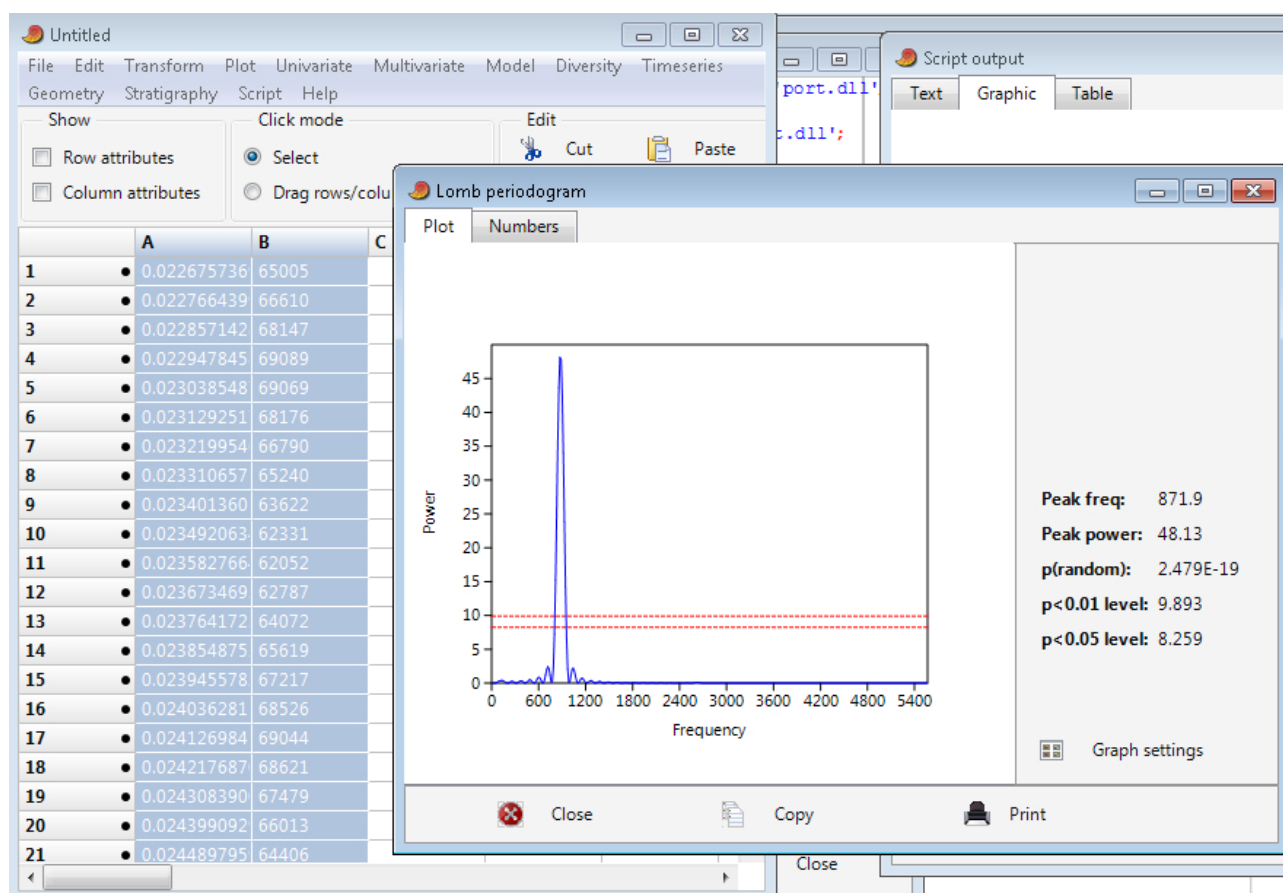 Untitled
File Edit Transform Plot Univariate Multivariate Model Diversity Timeseries
Geometry Stratigraphy Script Help
Show
Row attributes
Column attributes
Click mode
Select
Drag rows/colu
Edit
Cut Paste
A B C
1 0.022675736 65005
2 0.022766439 66610
3 0.022857142 68147
4 0.022947845 69089
5 0.023038548 69069
6 0.023129251 68176
7 0.023219954 66790
8 0.023310657 65240
9 0.023401360 63622
10 0.023492063 62331
11 0.023582766 62052
12 0.023673469 62787
13 0.023764172 64072
14 0.023854875 65619
15 0.023945578 67217
16 0.024036281 68526
17 0.024126984 69044
18 0.024217687 68621
19 0.024308390 67479
20 0.024399092 66013
21 0.024489795 64406
port.dll'
t.dll';
Script output
Text Graphic Table
Lomb periodogram
Plot Numbers
Power
45
40
35
30
25
20
15
10
5
0
0 600 1200 1800 2400 3000 3600 4200 4800 5400
Frequency
Peak freq: 871.9
Peak power: 48.13
p(random): 2.479E-19
p<0.01 level: 9.893
p<0.05 level: 8.259
Graph settings
Close Copy Print
Close